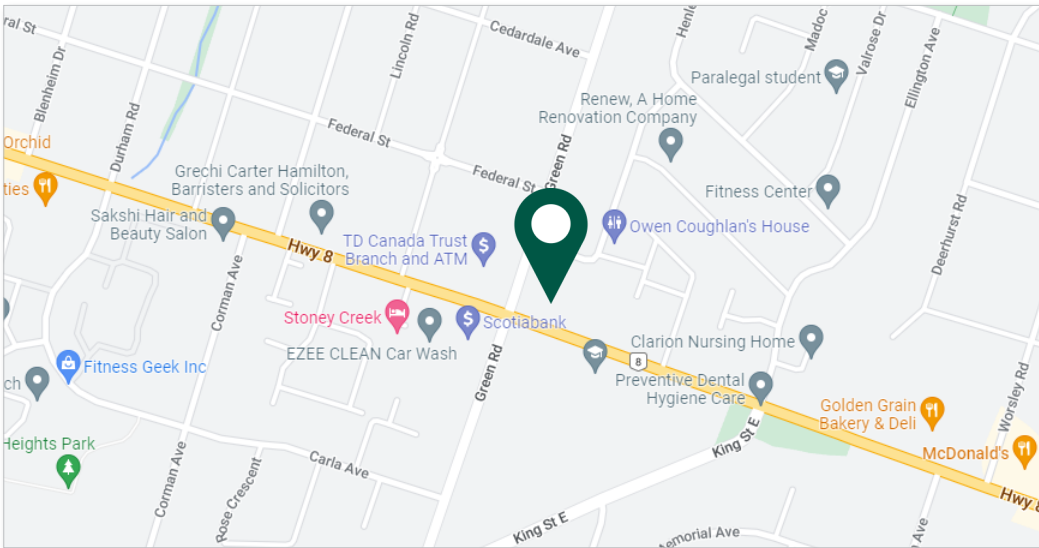 ral St
Blenheim Dr
Durham Rd
Lincoln Rd
Cedardale Ave
Henle
Madoc
Valrose Dr
Ellington Ave
Paralegal student
Renew, A Home
Renovation Company
Federal St
Federal St
Green Rd
Orchid
ties
Grechi Carter Hamilton,
Barristers and Solicitors
Fitness Center
Sakshi Hair and
Beauty Salon
Owen Coughlan's House
Deerhurst Rd
TD Canada Trust
Branch and ATM
Hwy 8
Corman Ave
Stoney Creek
Scotiabank
EZEE CLEAN Car Wash
Clarion Nursing Home
8
Fitness Geek Inc
ch
Green Rd
Preventive Dental
Hygiene Care
Worsley Rd
Golden Grain
Bakery & Deli
King St E
McDonald's
Heights Park
Carla Ave
Corman Ave
Rose Crescent
Hwy 8
King St E
emorial Ave
n Ave